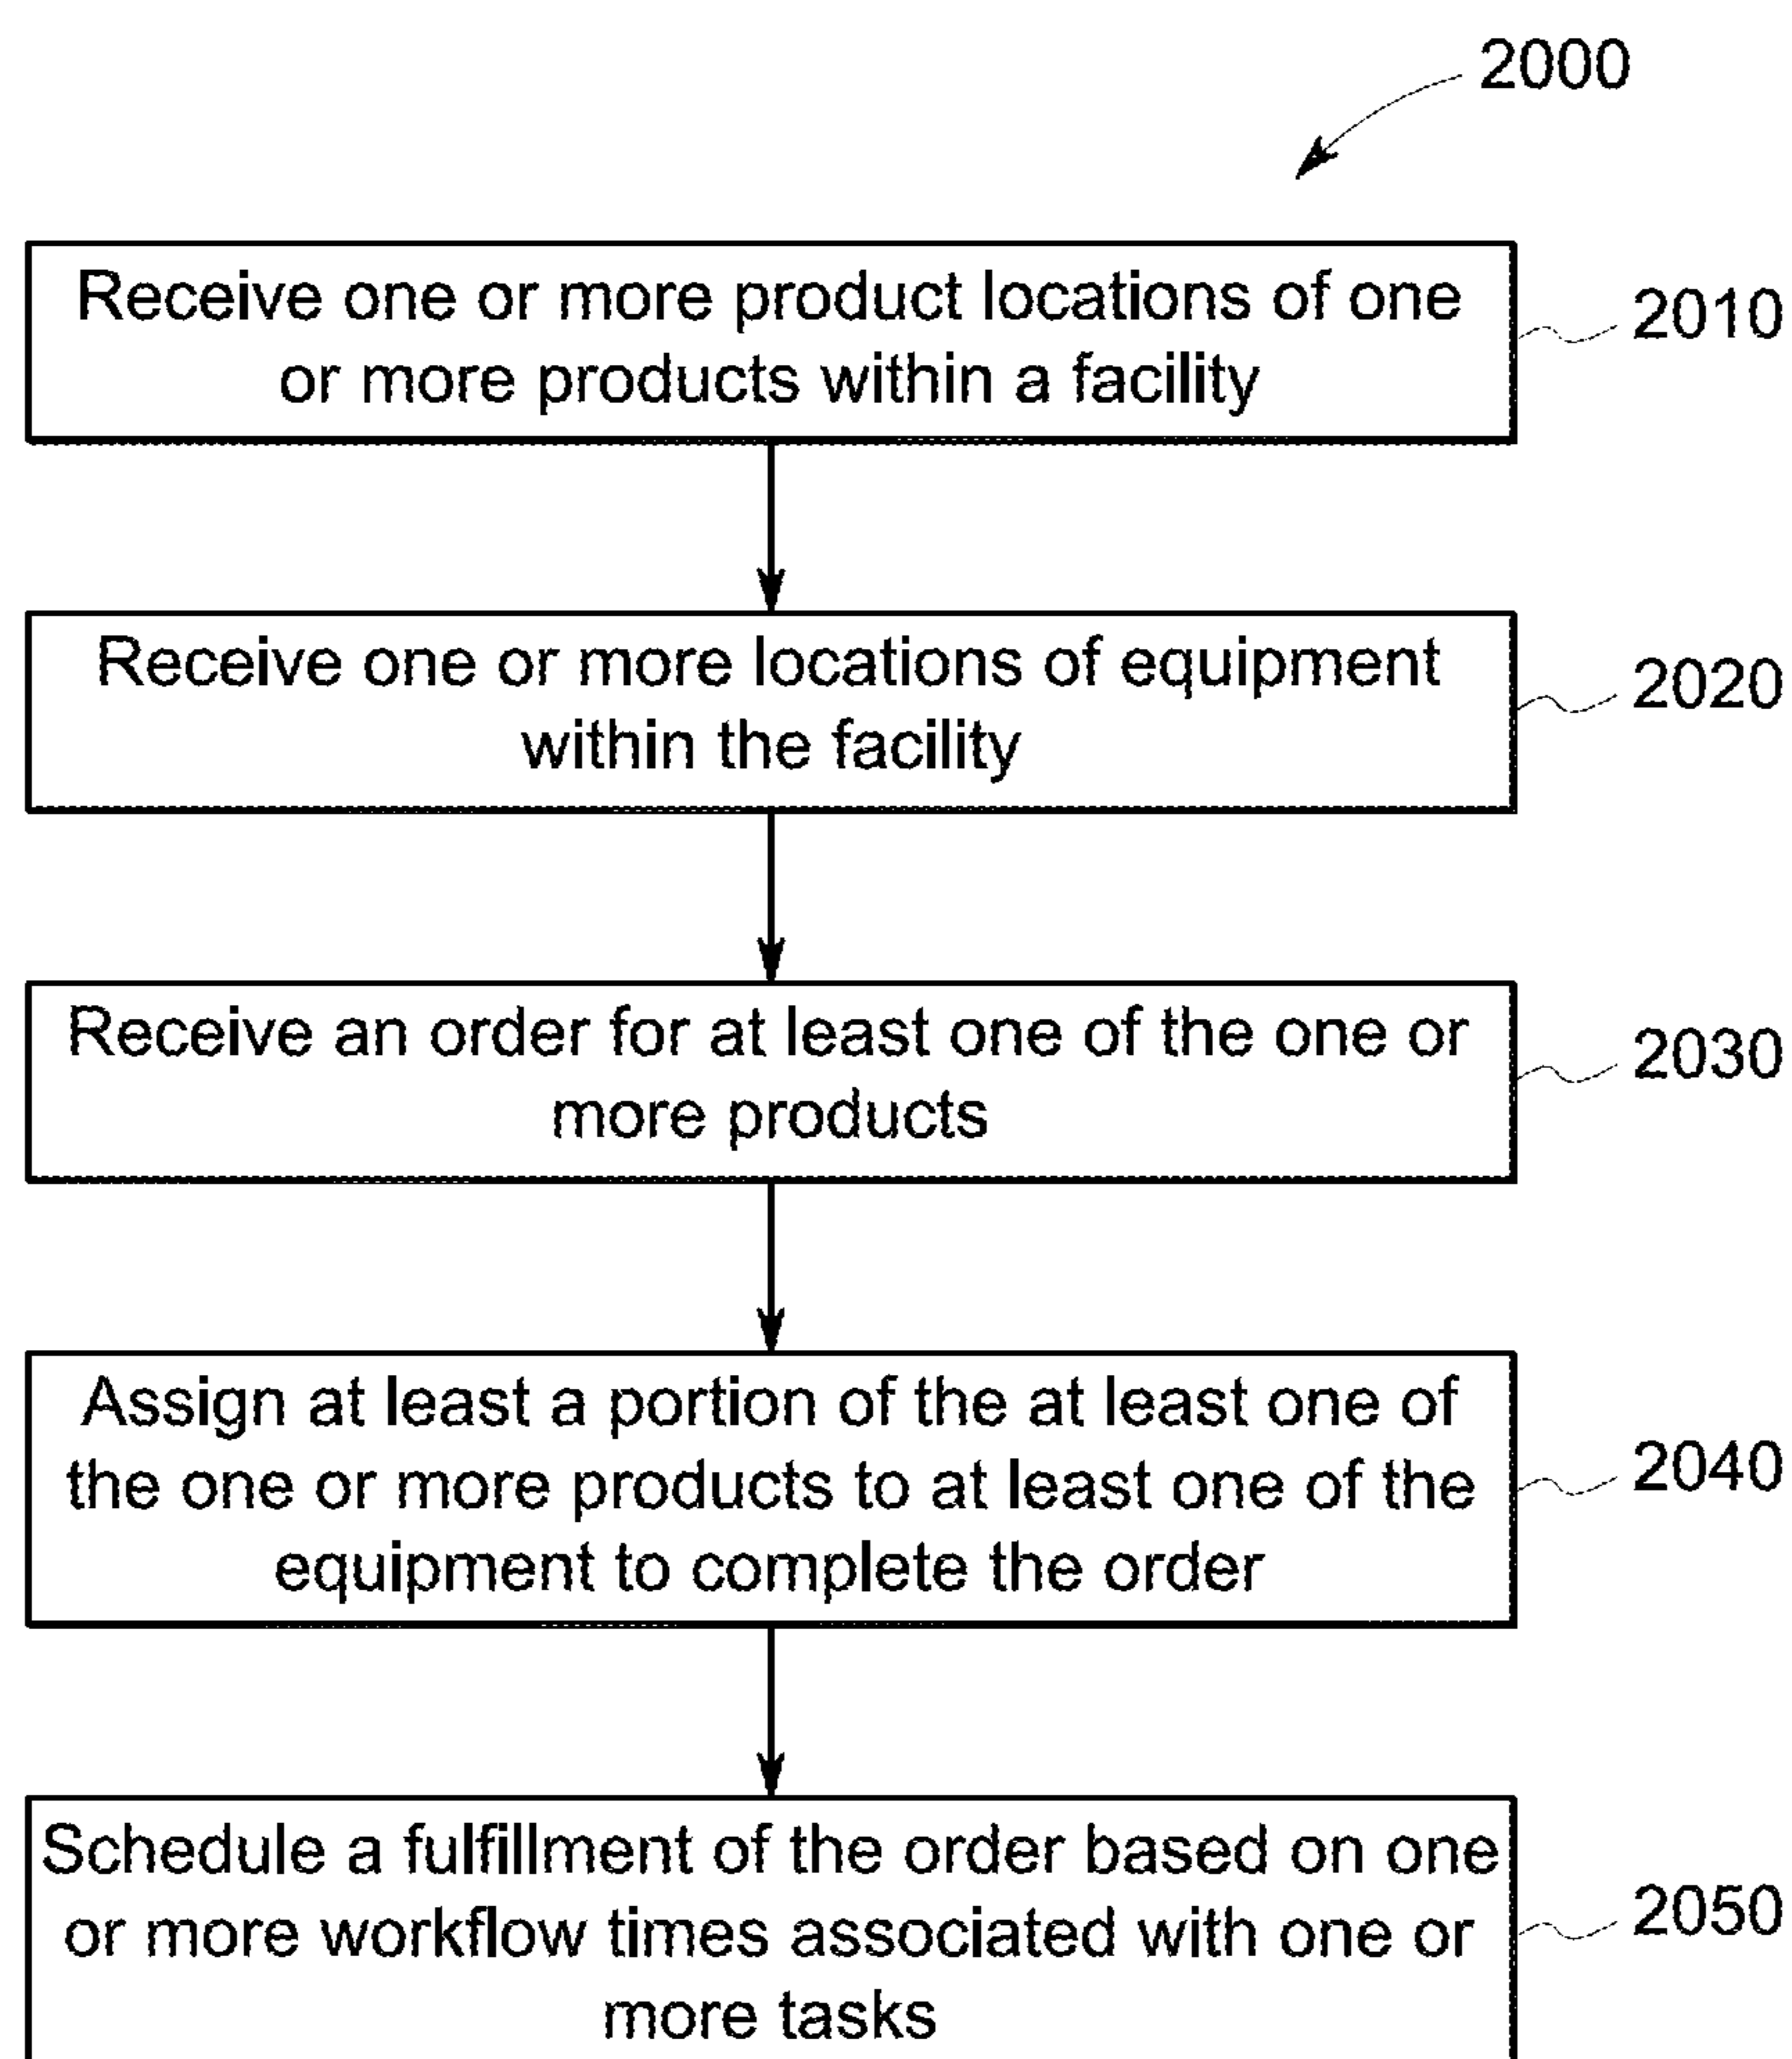 2000
Receive one or more product locations of one
or more products within a facility
2010
Receive one or more locations of equipment
within the facility
2020
Receive an order for at least one of the one or
more products
2030
Assign at least a portion of the at least one of
the one or more products to at least one of the
equipment to complete the order
2040
Schedule a fulfillment of the order based on one
or more workflow times associated with one or
more tasks
2050